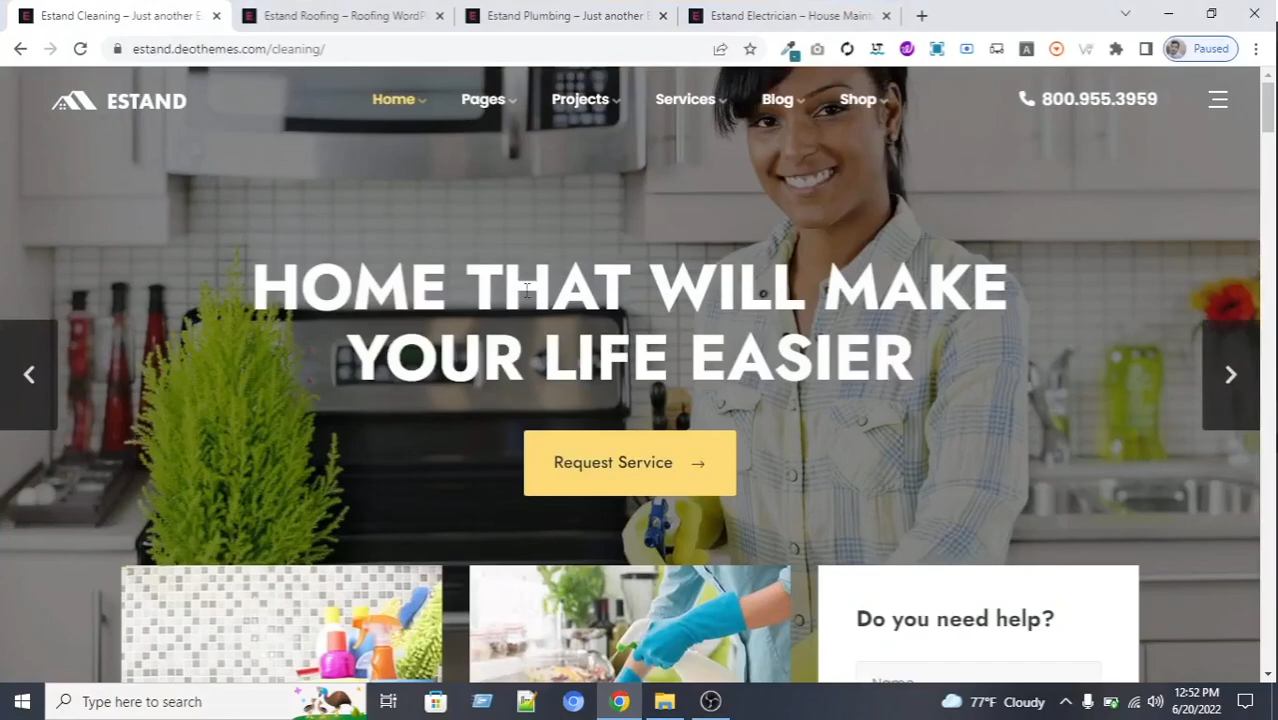 Estand Cleaning – Just another E
Estand Roofing – Roofing WordP
Estand Plumbing – Just another E
Estand Electrician – House Maint
estand.deothemes.com/cleaning/
Paused
ESTAND
Home
Pages
Projects
Services
Blog
Shop
800.955.3959
HOME THAT WILL MAKE
YOUR LIFE EASIER
Request Service →
Do you need help?
Name
Type here to search
77°F Cloudy
12:52 PM
6/20/2022